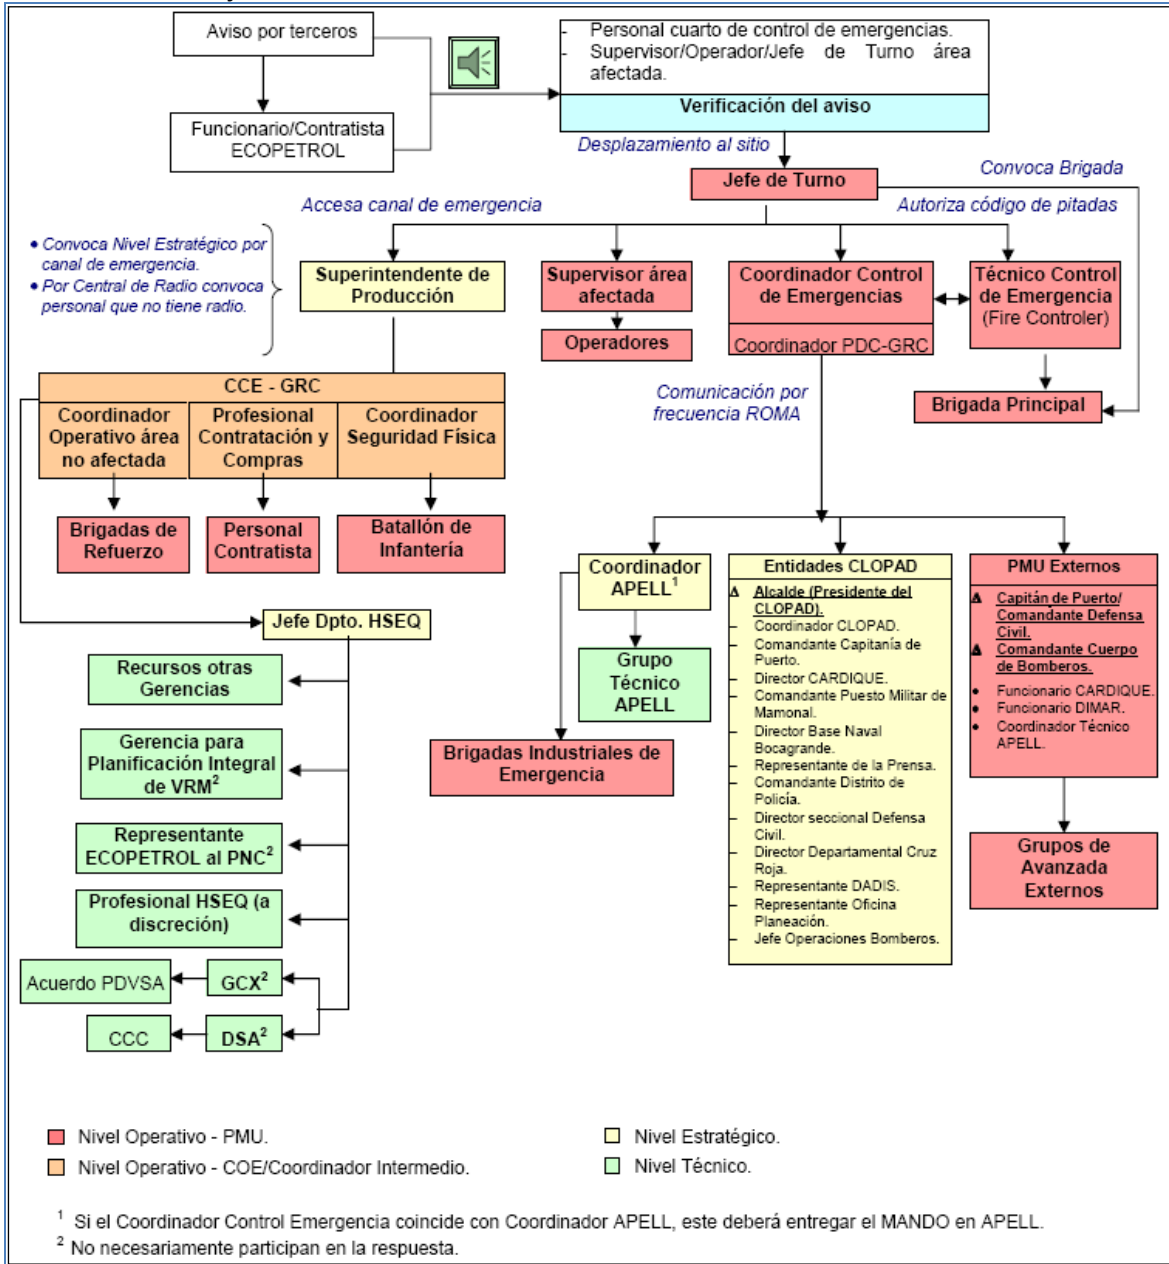 Aviso por terceros
- Personal cuarto de control de emergencias.
- Supervisor/Operador/Jefe de Turno área
afectada.
Verificación del aviso
Funcionario/Contratista
ECOPETROL
Desplazamiento al sitio
Convoca Brigada
Jefe de Turno
Accesa canal de emergencia
Autoriza código de pitadas
• Convoca Nivel Estratégico por
canal de emergencia.
• Por Central de Radio convoca
personal que no tiene radio.
Superintendente de
Producción
Supervisor área
afectada
Operadores
Coordinador Control
de Emergencias
Coordinador PDC-GRC
Técnico Control
de Emergencia
(Fire Controler)
Brigada Principal
Comunicación por
frecuencia ROMA
CCE - GRC
Coordinador
Operativo área
no afectada
Profesional
Contratación y
Compras
Coordinador
Seguridad Física
Brigadas de
Refuerzo
Personal
Contratista
Batallón de
Infantería
Coordinador
APELL1
Grupo
Técnico
APELL
Brigadas Industriales de
Emergencia
Entidades CLOPAD
Δ Alcalde (Presidente del
CLOPAD).
– Coordinador CLOPAD.
– Comandante Capitanía de
Puerto.
– Director CARDIQUE.
– Comandante Puesto Militar de
Mamonal.
– Director Base Naval
Bocagrande.
– Representante de la Prensa.
– Comandante Distrito de
Policía.
– Director seccional Defensa
Civil.
– Director Departamental Cruz
Roja.
– Representante DADIS.
– Representante Oficina
Planeación.
– Jefe Operaciones Bomberos.
PMU Externos
Δ Capitán de Puerto/
Comandante Defensa
Civil.
Δ Comandante Cuerpo
de Bomberos.
• Funcionario CARDIQUE.
• Funcionario DIMAR.
• Coordinador Técnico
APELL.
Grupos de
Avanzada
Externos
Jefe Dpto. HSEQ
Recursos otras
Gerencias
Gerencia para
Planificación Integral
de VRM2
Representante
ECOPETROL al PNC2
Profesional HSEQ (a
discreción)
Acuerdo PDVSA
GCX2
CCC
DSA2
Nivel Operativo - PMU.
Nivel Estratégico.
Nivel Operativo - COE/Coordinador Intermedio.
Nivel Técnico.
1 Si el Coordinador Control Emergencia coincide con Coordinador APELL, este deberá entregar el MANDO en APELL.
2 No necesariamente participan en la respuesta.